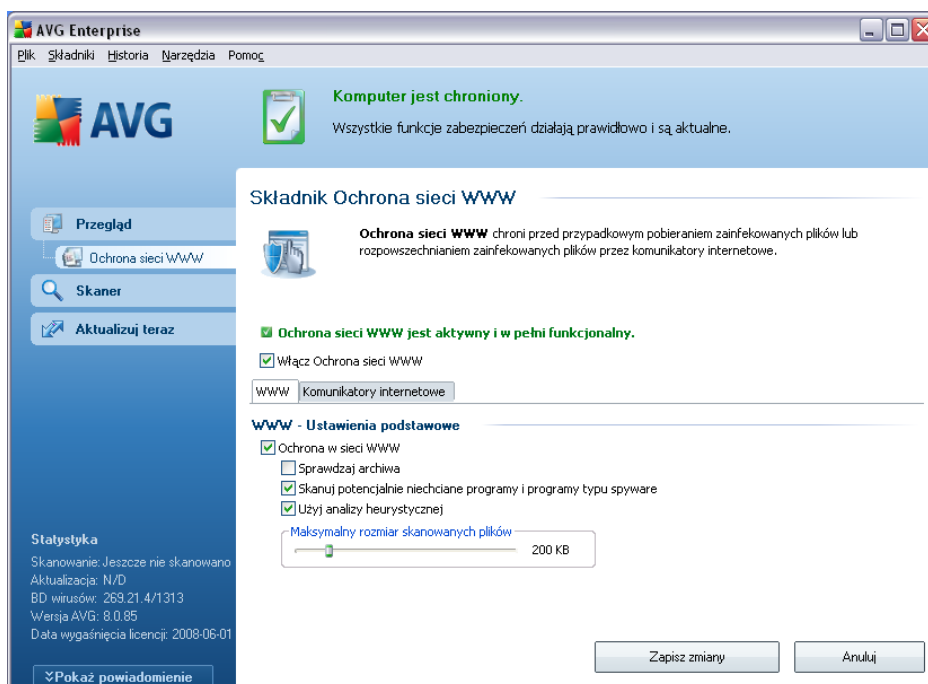 AVG Enterprise
Plik Składniki Historia Narzędzia Pomoc
AVG
Komputer jest chroniony.
Wszystkie funkcje zabezpieczeń działają prawidłowo i są aktualne.
Przegląd
Ochrona sieci WWW
Skaner
Aktualizuj teraz
Składnik Ochrona sieci WWW
Ochrona sieci WWW chroni przed przypadkowym pobieraniem zainfekowanych plików lub
rozpowszechnianiem zainfekowanych plików przez komunikatory internetowe.
Ochrona sieci WWW jest aktywny i w pełni funkcjonalny.
Włącz Ochrona sieci WWW
WWW Komunikatory internetowe
WWW - Ustawienia podstawowe
Ochrona w sieci WWW
Sprawdzaj archiwa
Skanuj potencjalnie niechciane programy i programy typu spyware
Użyj analizy heurystycznej
Maksymalny rozmiar skanowanych plików
200 KB
Statystyka
Skanowanie: Jeszcze nie skanowano
Aktualizacja: N/D
BD wirusów: 269.21.4/1313
Wersja AVG: 8.0.85
Data wygaśnięcia licencji: 2008-06-01
Pokaż powiadomienie
Zapisz zmiany Anuluj